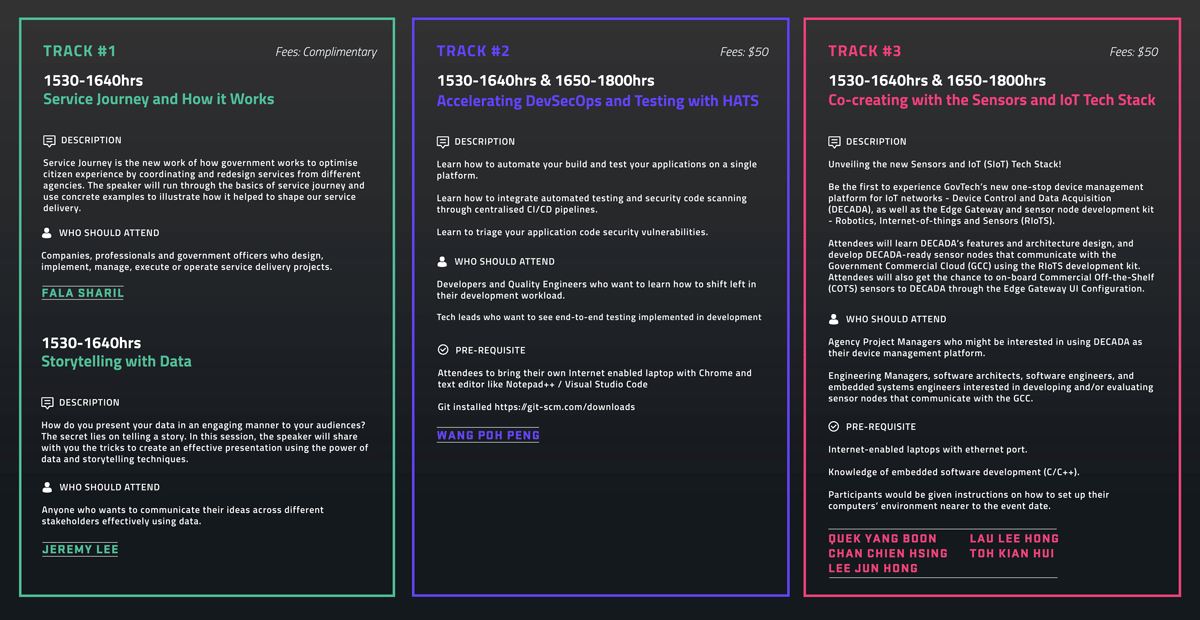 TRACK #1
Fees: Complimentary
1530-1640hrs
Service Journey and How it Works
DESCRIPTION
Service Journey is the new work of how government works to optimise
citizen experience by coordinating and redesign services from different
agencies. The speaker will run through the basics of service journey and
use concrete examples to illustrate how it helped to shape our service
delivery.
WHO SHOULD ATTEND
Companies, professionals and government officers who design,
implement, manage, execute or operate service delivery projects.
FALA SHARIL
1530-1640hrs
Storytelling with Data
DESCRIPTION
How do you present your data in an engaging manner to your audiences?
The secret lies on telling a story. In this session, the speaker will share
with you the tricks to create an effective presentation using the power of
data and storytelling techniques.
WHO SHOULD ATTEND
Anyone who wants to communicate their ideas across different
stakeholders effectively using data.
JEREMY LEE
TRACK #2
Fees: $50
1530-1640hrs & 1650-1800hrs
Accelerating DevSecOps and Testing with HATS
DESCRIPTION
Learn how to automate your build and test your applications on a single
platform.
Learn how to integrate automated testing and security code scanning
through centralised CI/CD pipelines.
Learn to triage your application code security vulnerabilities.
WHO SHOULD ATTEND
Developers and Quality Engineers who want to learn how to shift left in
their development workload.
Tech leads who want to see end-to-end testing implemented in development
PRE-REQUISITE
Attendees to bring their own Internet enabled laptop with Chrome and
text editor like Notepad++ / Visual Studio Code
Git installed https://git-scm.com/downloads
WANG POH PENG
TRACK #3
Fees: $50
1530-1640hrs & 1650-1800hrs
Co-creating with the Sensors and IoT Tech Stack
DESCRIPTION
Unveiling the new Sensors and IoT (SIoT) Tech Stack!
Be the first to experience GovTech's new one-stop device management
platform for IoT networks - Device Control and Data Acquisition
(DECADA), as well as the Edge Gateway and sensor node development kit
- Robotics, Internet-of-things and Sensors (RIoTS).
Attendees will learn DECADA's features and architecture design, and
develop DECADA-ready sensor nodes that communicate with the
Government Commercial Cloud (GCC) using the RIoTS development kit.
Attendees will also get the chance to on-board Commercial Off-the-Shelf
(COTS) sensors to DECADA through the Edge Gateway UI Configuration.
WHO SHOULD ATTEND
Agency Project Managers who might be interested in using DECADA as
their device management platform.
Engineering Managers, software architects, software engineers, and
embedded systems engineers interested in developing and/or evaluating
sensor nodes that communicate with the GCC.
PRE-REQUISITE
Internet-enabled laptops with ethernet port.
Knowledge of embedded software development (C/C++).
Participants would be given instructions on how to set up their
computers' environment nearer to the event date.
QUEK YANG BOON LAU LEE HONG
CHAN CHIEN HSING TOH KIAN HUI
LEE JUN HONG